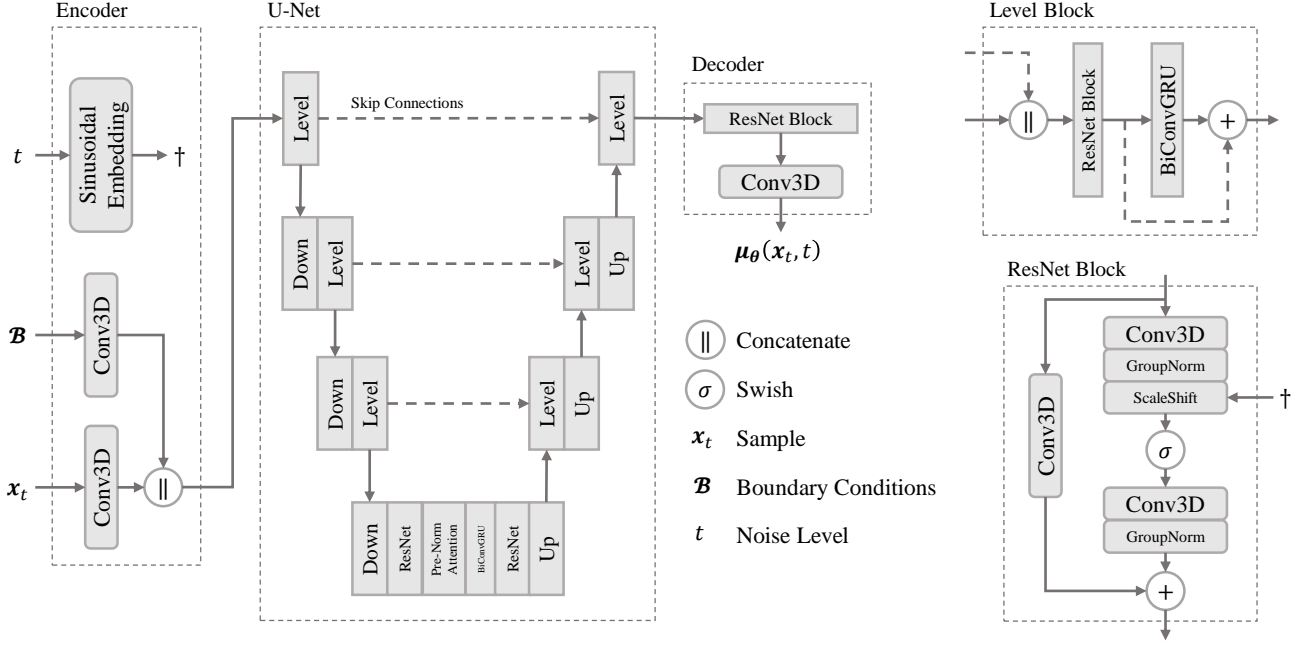 Encoder
t
Sinusoidal
Embedding
†
𝓑
Conv3D
𝒙ₜ
Conv3D
‖
U-Net
Level
Skip Connections
Level
Down
Level
Level
Up
Down
Level
Level
Up
Down
ResNet
Pre-Norm
Attention
BiConvGRU
ResNet
Up
Decoder
ResNet Block
Conv3D
𝝁_𝜽(𝒙ₜ, t)
‖ Concatenate
σ Swish
𝒙ₜ Sample
𝓑 Boundary Conditions
t Noise Level
Level Block
‖
ResNet Block
BiConvGRU
+
ResNet Block
Conv3D
GroupNorm
ScaleShift
†
Conv3D
σ
Conv3D
GroupNorm
+